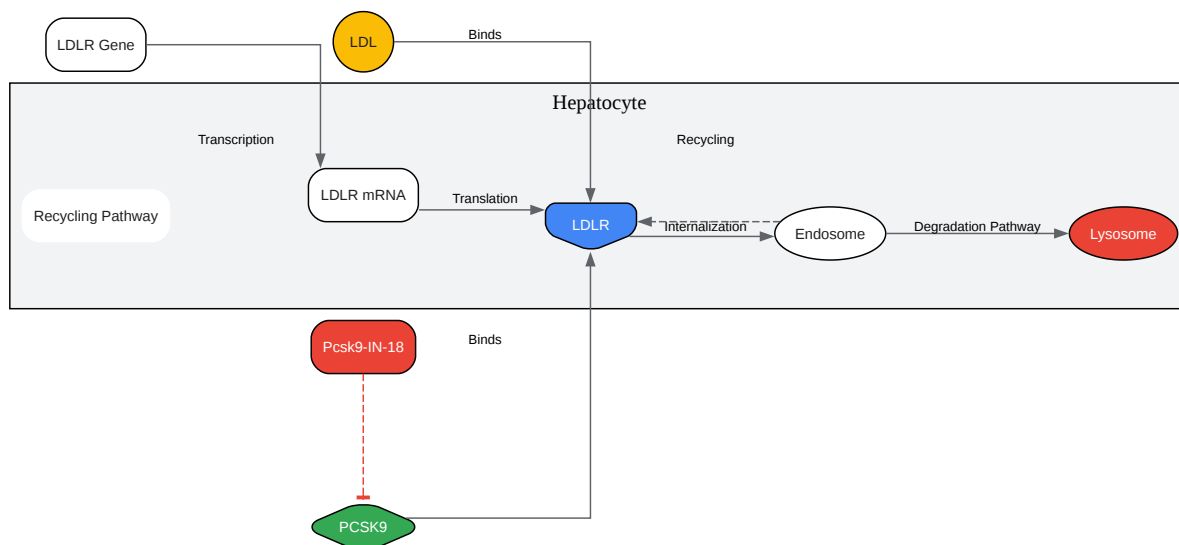 LDLR Gene
LDL
Binds
Hepatocyte
Transcription
Recycling
LDLR mRNA
Translation
Recycling Pathway
LDLR
Internalization
Endosome
Degradation Pathway
Lysosome
Pcsk9-IN-18
Binds
PCSK9